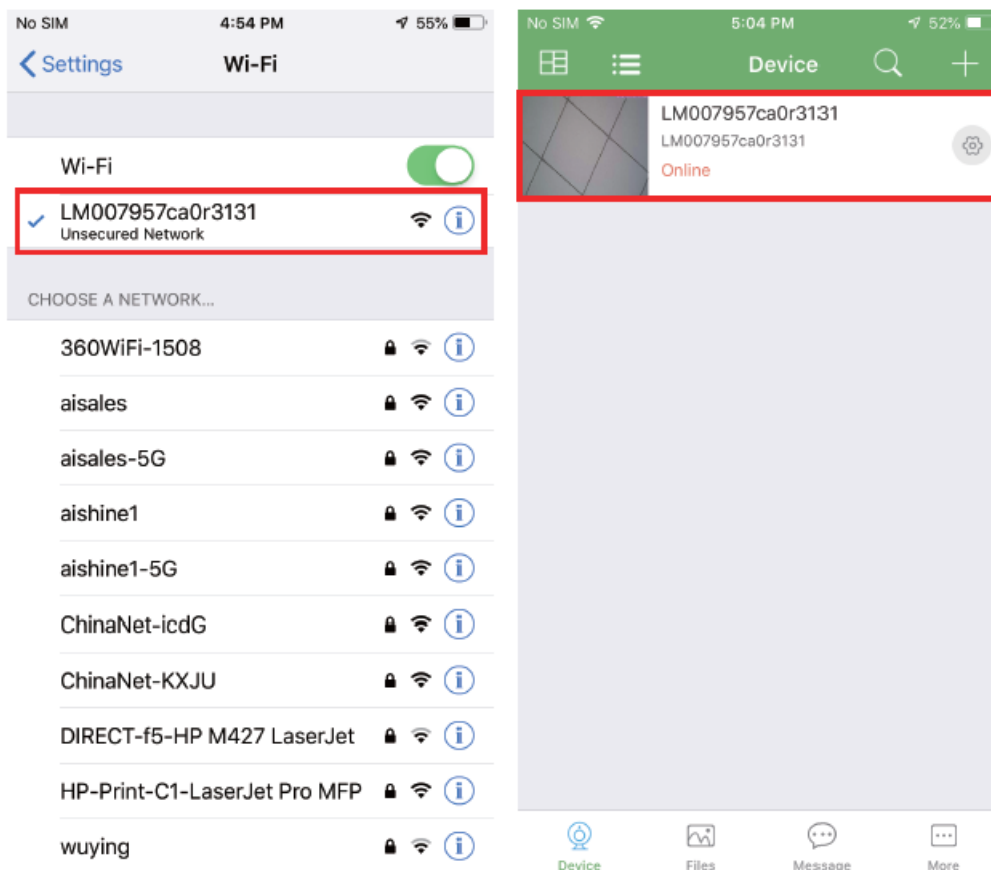 No SIM 4:54 PM 55%
Settings Wi-Fi
Wi-Fi
LM007957ca0r3131
Unsecured Network
CHOOSE A NETWORK...
360WiFi-1508
aisales
aisales-5G
aishine1
aishine1-5G
ChinaNet-icdG
ChinaNet-KXJU
DIRECT-f5-HP M427 LaserJet
HP-Print-C1-LaserJet Pro MFP
wuying
No SIM 5:04 PM 52%
Device
LM007957ca0r3131
LM007957ca0r3131
Online
Device Files Message More